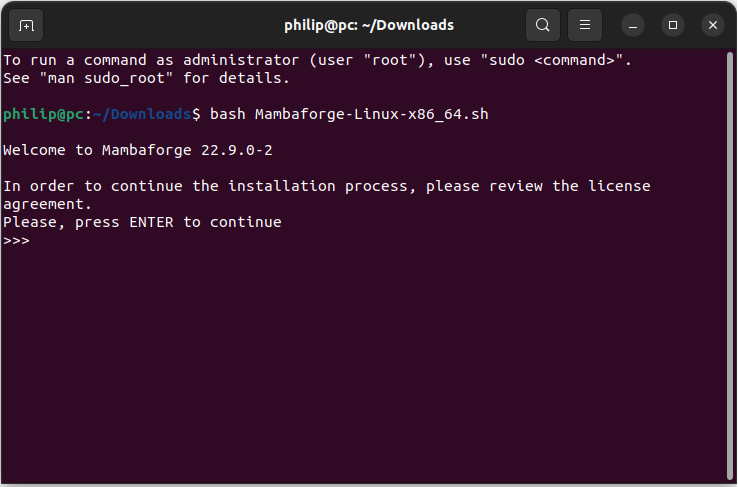 philip@pc: ~/Downloads
To run a command as administrator (user "root"), use "sudo <command>".
See "man sudo_root" for details.
philip@pc:~/Downloads$ bash Mambaforge-Linux-x86_64.sh
Welcome to Mambaforge 22.9.0-2
In order to continue the installation process, please review the license
agreement.
Please, press ENTER to continue
>>>